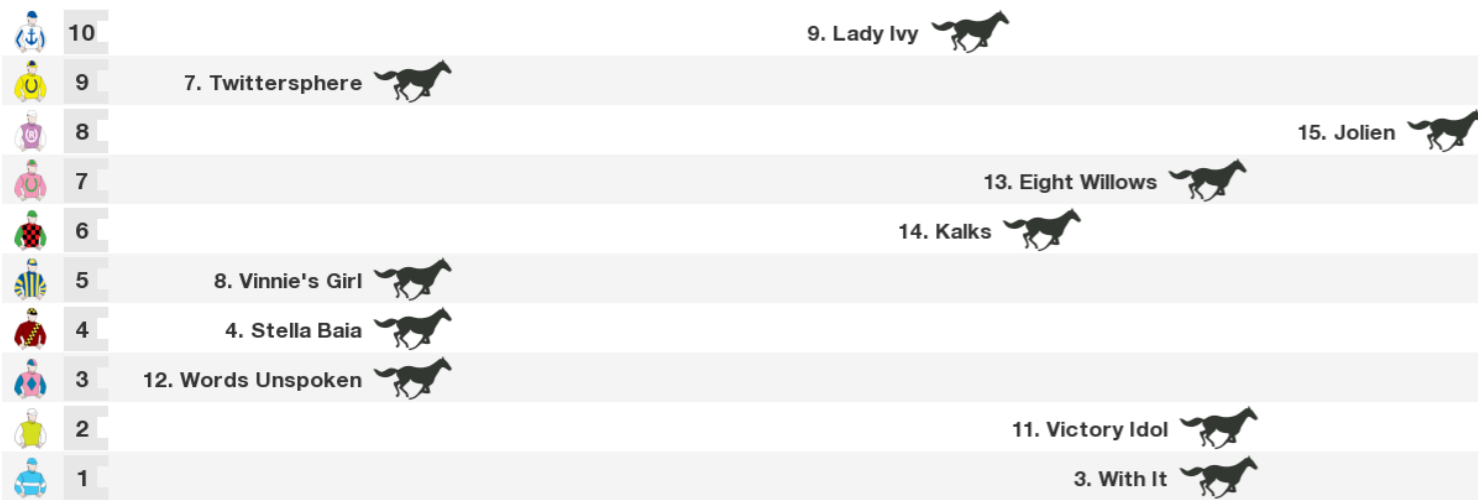 10 9. Lady Ivy
9 7. Twittersphere
8 15. Jolien
7 13. Eight Willows
6 14. Kalks
5 8. Vinnie's Girl
4 4. Stella Baia
3 12. Words Unspoken
2 11. Victory Idol
1 3. With It